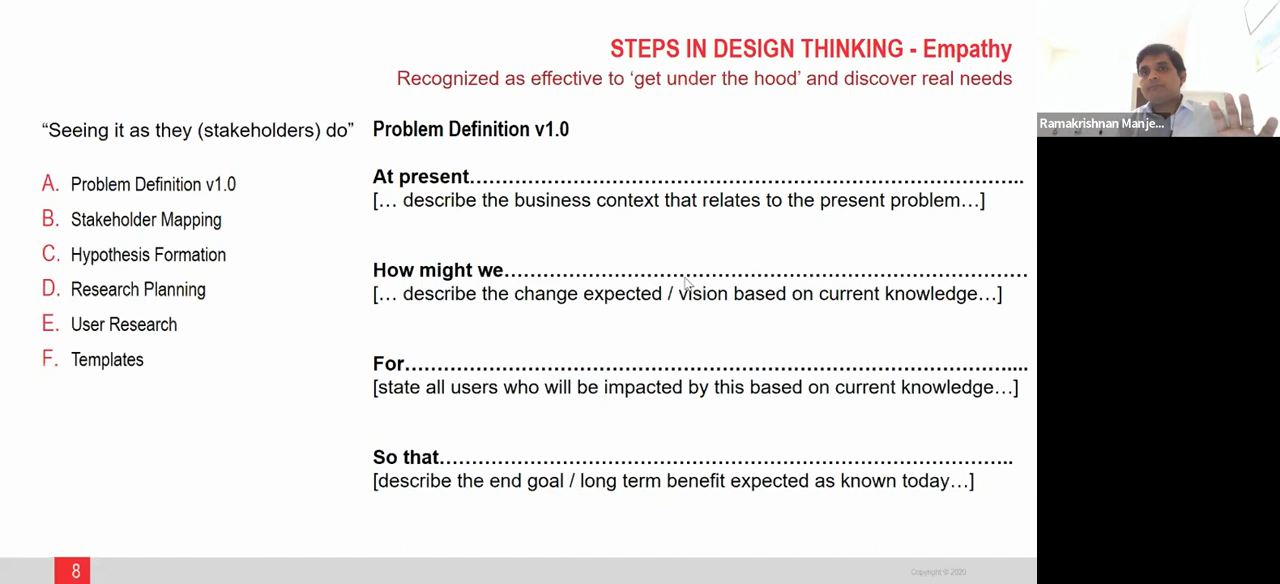 STEPS IN DESIGN THINKING - Empathy
Recognized as effective to ‘get under the hood’ and discover real needs
“Seeing it as they (stakeholders) do”
A. Problem Definition v1.0
B. Stakeholder Mapping
C. Hypothesis Formation
D. Research Planning
E. User Research
F. Templates
Problem Definition v1.0
At present…………………………………………………………………………..
[… describe the business context that relates to the present problem…]
How might we………………………………………………………………………
[… describe the change expected / vision based on current knowledge…]
For…………………………………………………………………………………....
[state all users who will be impacted by this based on current knowledge…]
So that……………………………………………………………………………..
[describe the end goal / long term benefit expected as known today…]
8
Copyright © 2020
Ramakrishnan Manje...